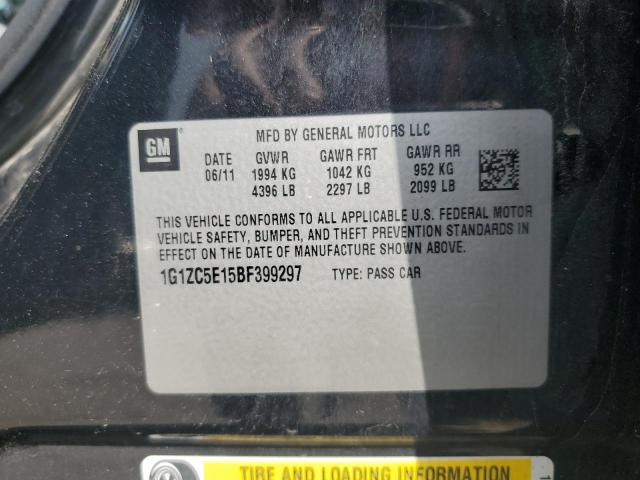 GM
MFD BY GENERAL MOTORS LLC
DATE GVWR GAWR FRT GAWR RR
06/11 1994 KG 1042 KG 952 KG
4396 LB 2297 LB 2099 LB
THIS VEHICLE CONFORMS TO ALL APPLICABLE U.S. FEDERAL MOTOR
VEHICLE SAFETY, BUMPER, AND THEFT PREVENTION STANDARDS IN
EFFECT ON THE DATE OF MANUFACTURE SHOWN ABOVE.
1G1ZC5E15BF399297 TYPE: PASS CAR
TIRE AND LOADING INFORMATION